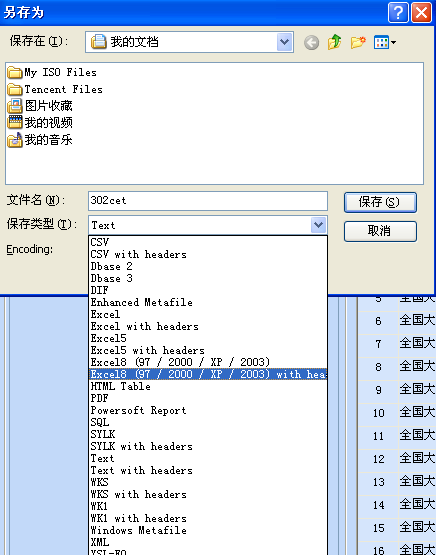 另存为
保存在(I):
我的文档
My ISO Files
Tencent Files
图片收藏
我的视频
我的音乐
文件名(N):
302cet
保存(S)
保存类型(T):
Text
取消
Encoding:
CSV
CSV with headers
Dbase 2
Dbase 3
DIF
Enhanced Metafile
Excel
Excel with headers
Excel5
Excel5 with headers
Excel8 (97 / 2000 / XP / 2003)
Excel8 (97 / 2000 / XP / 2003) with hea
HTML Table
PDF
Powersoft Report
SQL
SYLK
SYLK with headers
Text
Text with headers
WKS
WKS with headers
WK1
WK1 with headers
Windows Metafile
XML
XSL-FO
5 全国大
6 全国大
7 全国大
8 全国大
9 全国大
10 全国大
11 全国大
12 全国大
13 全国大
14 全国大
15 全国大
16 全国大